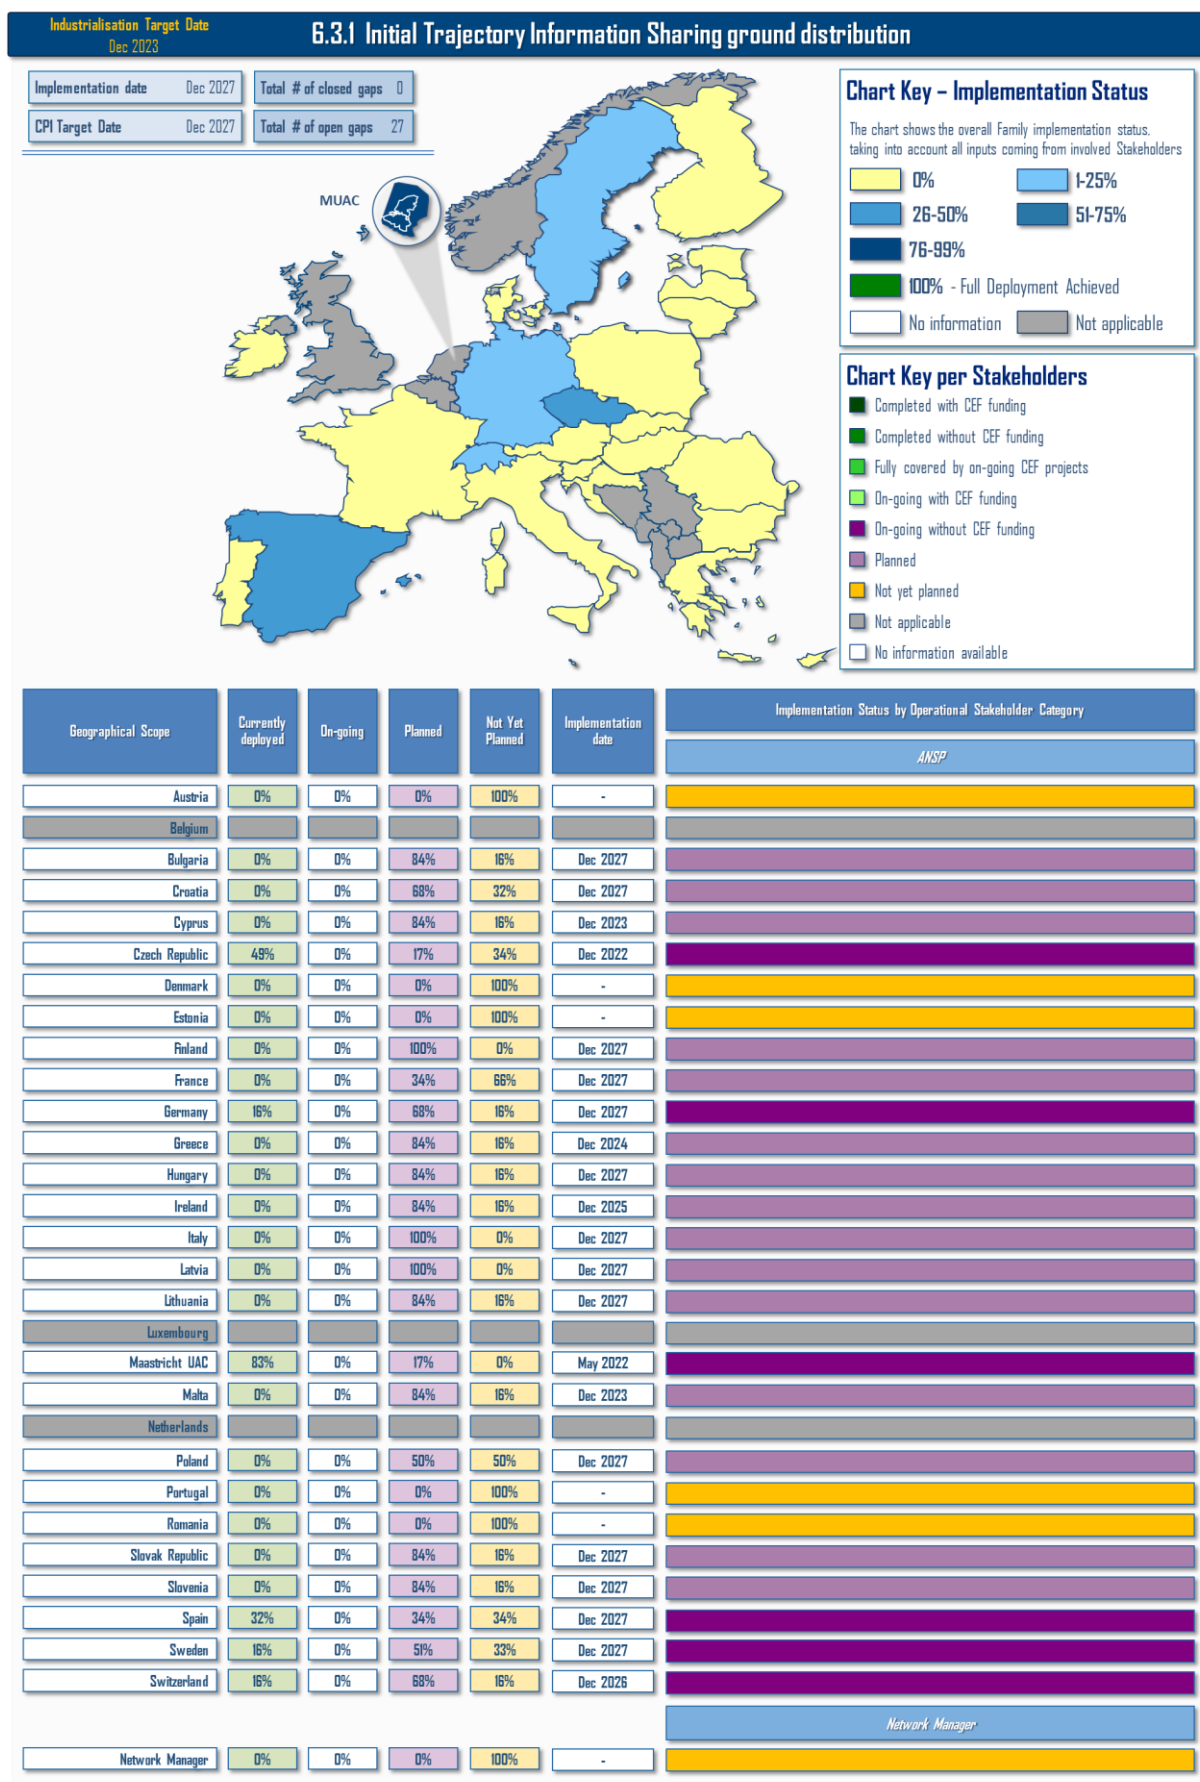 Industrialisation Target Date
Dec 2023
6.3.1 Initial Trajectory Information Sharing ground distribution
Implementation date Dec 2027
Total # of closed gaps 0
CP1 Target Date Dec 2027
Total # of open gaps 27
MUAC
Chart Key – Implementation Status
The chart shows the overall Family implementation status,
taking into account all inputs coming from involved Stakeholders
0% 1-25%
26-50% 51-75%
76-99%
100% - Full Deployment Achieved
No information Not applicable
Chart Key per Stakeholders
Completed with CEF funding
Completed without CEF funding
Fully covered by on-going CEF projects
On-going with CEF funding
On-going without CEF funding
Planned
Not yet planned
Not applicable
No information available
Geographical Scope
Currently
deployed
On-going
Planned
Not Yet
Planned
Implementation
date
Implementation Status by Operational Stakeholder Category
ANSP
Austria 0% 0% 0% 100% -
Belgium
Bulgaria 0% 0% 84% 16% Dec 2027
Croatia 0% 0% 68% 32% Dec 2027
Cyprus 0% 0% 84% 16% Dec 2023
Czech Republic 49% 0% 17% 34% Dec 2022
Denmark 0% 0% 0% 100% -
Estonia 0% 0% 0% 100% -
Finland 0% 0% 100% 0% Dec 2027
France 0% 0% 34% 66% Dec 2027
Germany 16% 0% 68% 16% Dec 2027
Greece 0% 0% 84% 16% Dec 2024
Hungary 0% 0% 84% 16% Dec 2027
Ireland 0% 0% 84% 16% Dec 2025
Italy 0% 0% 100% 0% Dec 2027
Latvia 0% 0% 100% 0% Dec 2027
Lithuania 0% 0% 84% 16% Dec 2027
Luxembourg
Maastricht UAC 83% 0% 17% 0% May 2022
Malta 0% 0% 84% 16% Dec 2023
Netherlands
Poland 0% 0% 50% 50% Dec 2027
Portugal 0% 0% 0% 100% -
Romania 0% 0% 0% 100% -
Slovak Republic 0% 0% 84% 16% Dec 2027
Slovenia 0% 0% 84% 16% Dec 2027
Spain 32% 0% 34% 34% Dec 2027
Sweden 16% 0% 51% 33% Dec 2027
Switzerland 16% 0% 68% 16% Dec 2026
Network Manager
Network Manager 0% 0% 0% 100% -